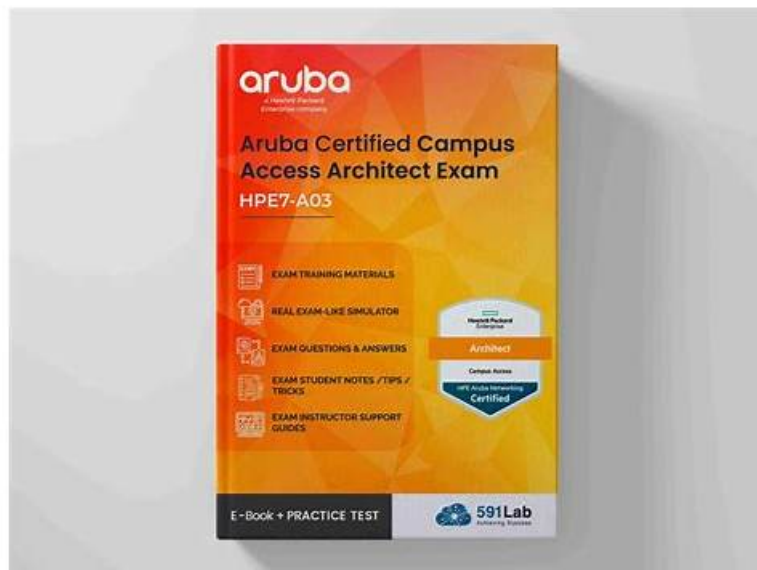 aruba
a Hewlett Packard
Enterprise company
Aruba Certified Campus
Access Architect Exam
HPE7-A03
EXAM TRAINING MATERIALS
REAL EXAM-LIKE SIMULATOR
EXAM QUESTIONS & ANSWERS
EXAM STUDENT NOTES /TIPS /
TRICKS
EXAM INSTRUCTOR SUPPORT
GUIDES
Hewlett Packard
Enterprise
Architect
Campus Access
HPE Aruba Networking
Certified
E-Book + PRACTICE TEST
591Lab
Achieving Success